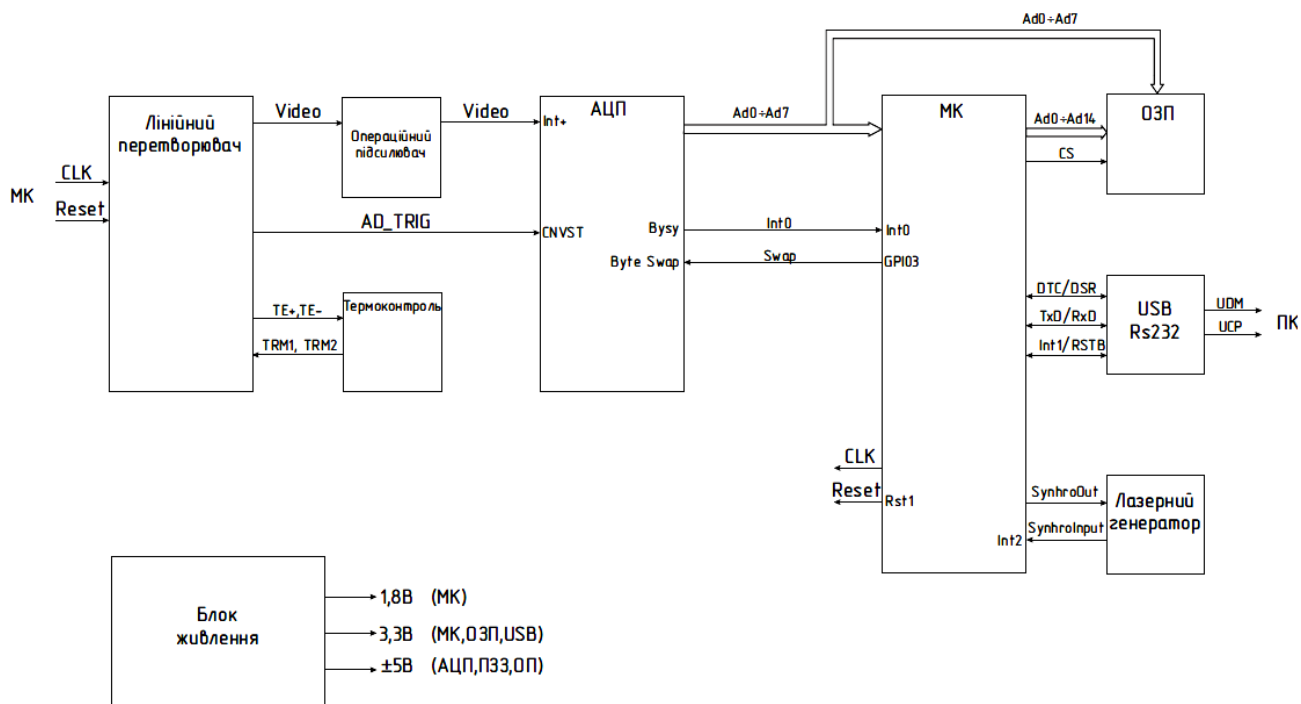 Ad0÷Ad7
Лінійний
перетворювач
Video
Операційний
підсилювач
Video
Int+
АЦП
Ad0÷Ad7
МК
Ad0÷Ad14
CS
ОЗП
МК
CLK
Reset
AD_TRIG
CNVST
Bysy
Int0
Int0
Byte Swap
Swap
GPIO3
TE+,TE-
Термоконтроль
TRM1, TRM2
DTC/DSR
TxD/RxD
Int1/RSTB
USB
Rs232
UDM
UCP
ПК
CLK
Reset
Rst1
SynhroOut
SynhroInput
Int2
Лазерний
генератор
Блок
живлення
1,8В (МК)
3,3В (МК,ОЗП,USB)
±5В (АЦП,ПЗЗ,ОП)